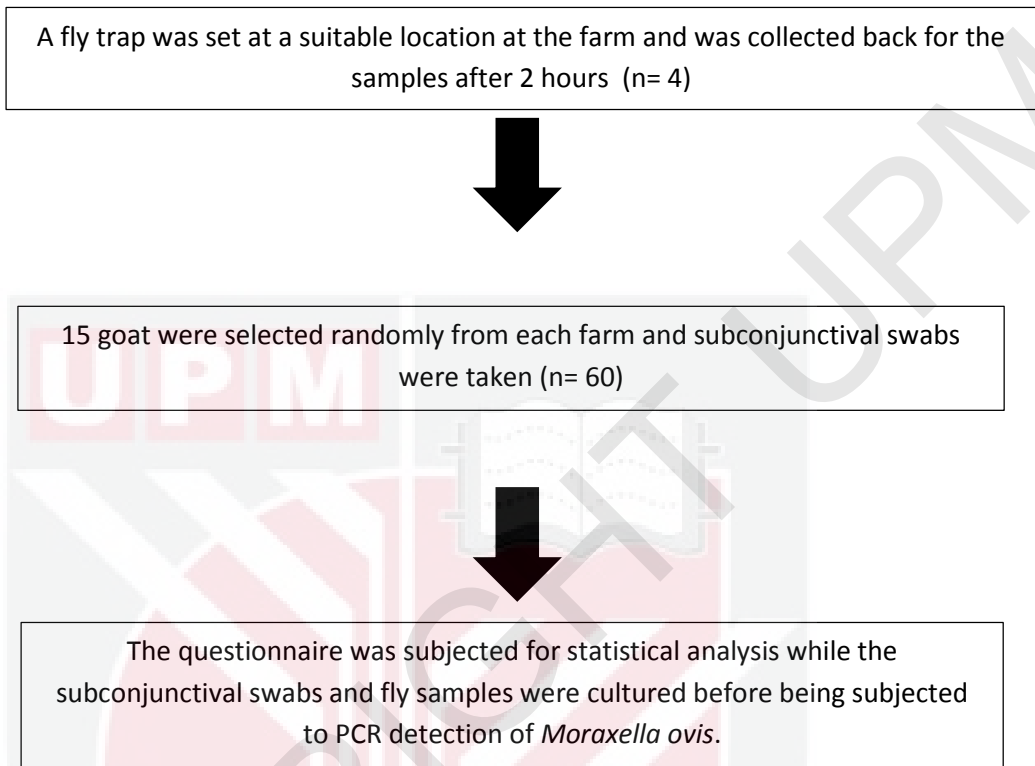 A fly trap was set at a suitable location at the farm and was collected back for the
samples after 2 hours  (n= 4)
15 goat were selected randomly from each farm and subconjunctival swabs
were taken (n= 60)
UPM
The questionnaire was subjected for statistical analysis while the
subconjunctival swabs and fly samples were cultured before being subjected
to PCR detection of Moraxella ovis.
RIGHT UPM